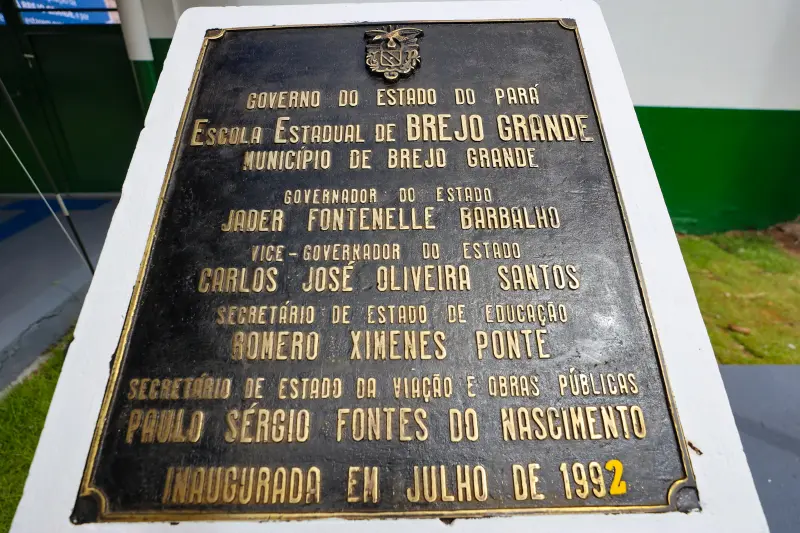 GOVERNO DO ESTADO DO PARÁ
ESCOLA ESTADUAL DE BREJO GRANDE
MUNICÍPIO DE BREJO GRANDE
GOVERNADOR DO ESTADO
JADER FONTENELLE BARBALHO
VICE-GOVERNADOR DO ESTADO
CARLOS JOSÉ OLIVEIRA SANTOS
SECRETÁRIO DE ESTADO DE EDUCAÇÃO
ROMERO XIMENES PONTE
SECRETÁRIO DE ESTADO DA VIAÇÃO E OBRAS PÚBLICAS
PAULO SÉRGIO FONTES DO NASCIMENTO
INAUGURADA EM JULHO DE 1992